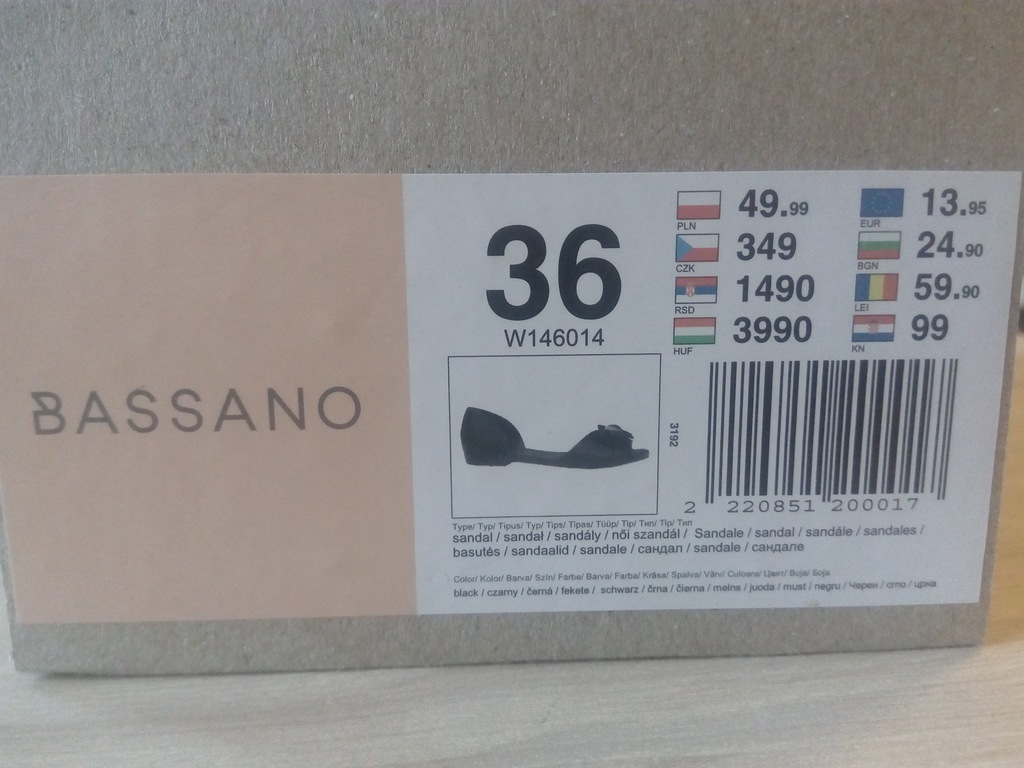 BASSANO
36
W146014
PLN 49.99
CZK 349
RSD 1490
HUF 3990
EUR 13.95
BGN 24.90
LEI 59.90
KN 99
3192
2 220851 200017
Type/ Typ/ Tipus/ Typ/ Tips/ Tipas/ Tüüp/ Tip/ Тип/ Tip/ Тип
sandal / sandał / sandály / női szandál / Sandale / sandal / sandále / sandales /
basutės / sandaalid / sandale / сандал / sandale / сандале
Color/ Kolor/ Barva/ Szín/ Farbe/ Barva/ Farba/ Krāsa/ Spalva/ Värv/ Culoare/ Цвят/ Boja/ Боја
black / czarny / černá / fekete / schwarz / črna / čierna / melns / juoda / must / negru / Черен / crno / црна